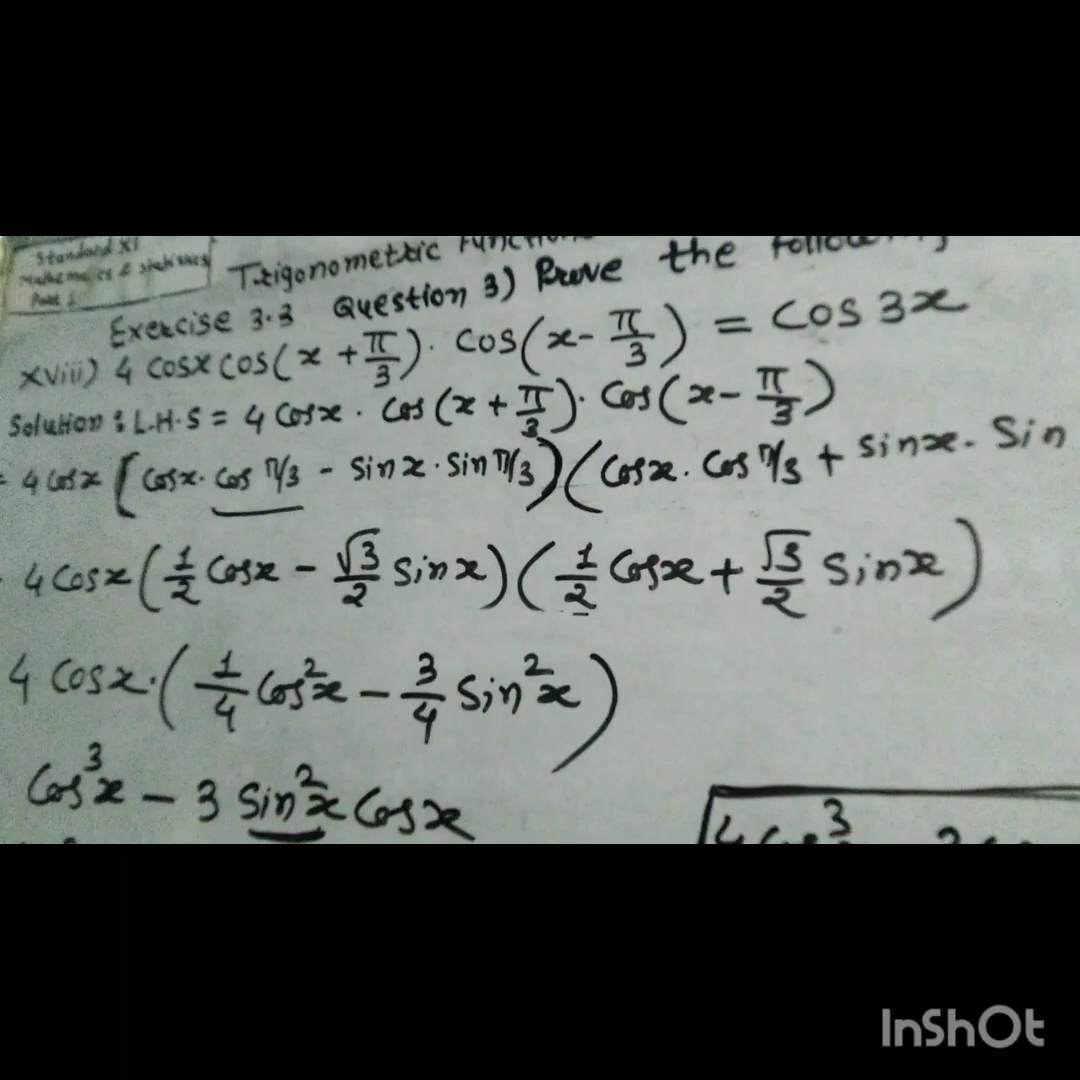 Standard XI
Mathematics & statistics
Part 1
Trigonometric Functions
Exercise 3.3 Question 3) Prove the following
xviii) 4 cosx cos(x + π/3) · cos(x - π/3) = cos 3x
Solution : L.H.S = 4 cosx · cos(x + π/3) · cos(x - π/3)
= 4 cosx [cosx · cos π/3 - sinx · sin π/3)(cosx · cos π/3 + sinx · sin
4 cosx (1/2 cosx - √3/2 sinx)(1/2 cosx + √3/2 sinx)
4 cosx · (1/4 cos²x - 3/4 sin²x)
cos³x - 3 sin²x cosx
InShOt